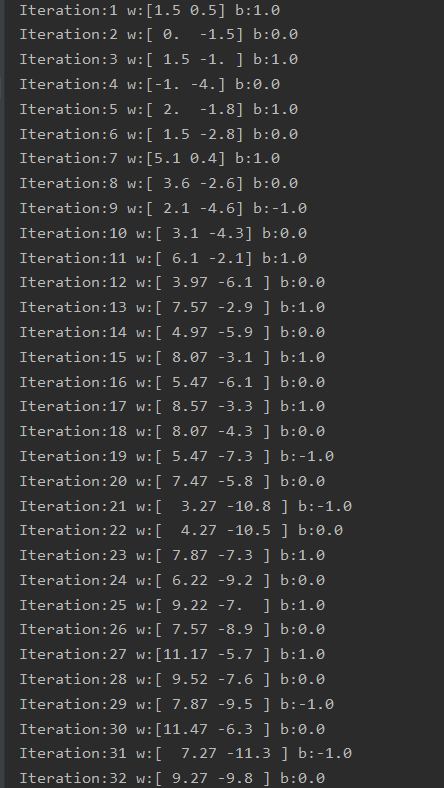 Iteration:1 w:[1.5 0.5] b:1.0
Iteration:2 w:[ 0.  -1.5] b:0.0
Iteration:3 w:[ 1.5 -1. ] b:1.0
Iteration:4 w:[-1. -4.] b:0.0
Iteration:5 w:[ 2.  -1.8] b:1.0
Iteration:6 w:[ 1.5 -2.8] b:0.0
Iteration:7 w:[5.1 0.4] b:1.0
Iteration:8 w:[ 3.6 -2.6] b:0.0
Iteration:9 w:[ 2.1 -4.6] b:-1.0
Iteration:10 w:[ 3.1 -4.3] b:0.0
Iteration:11 w:[ 6.1 -2.1] b:1.0
Iteration:12 w:[ 3.97 -6.1 ] b:0.0
Iteration:13 w:[ 7.57 -2.9 ] b:1.0
Iteration:14 w:[ 4.97 -5.9 ] b:0.0
Iteration:15 w:[ 8.07 -3.1 ] b:1.0
Iteration:16 w:[ 5.47 -6.1 ] b:0.0
Iteration:17 w:[ 8.57 -3.3 ] b:1.0
Iteration:18 w:[ 8.07 -4.3 ] b:0.0
Iteration:19 w:[ 5.47 -7.3 ] b:-1.0
Iteration:20 w:[ 7.47 -5.8 ] b:0.0
Iteration:21 w:[  3.27 -10.8 ] b:-1.0
Iteration:22 w:[  4.27 -10.5 ] b:0.0
Iteration:23 w:[ 7.87 -7.3 ] b:1.0
Iteration:24 w:[ 6.22 -9.2 ] b:0.0
Iteration:25 w:[ 9.22 -7.  ] b:1.0
Iteration:26 w:[ 7.57 -8.9 ] b:0.0
Iteration:27 w:[11.17 -5.7 ] b:1.0
Iteration:28 w:[ 9.52 -7.6 ] b:0.0
Iteration:29 w:[ 7.87 -9.5 ] b:-1.0
Iteration:30 w:[11.47 -6.3 ] b:0.0
Iteration:31 w:[  7.27 -11.3 ] b:-1.0
Iteration:32 w:[ 9.27 -9.8 ] b:0.0